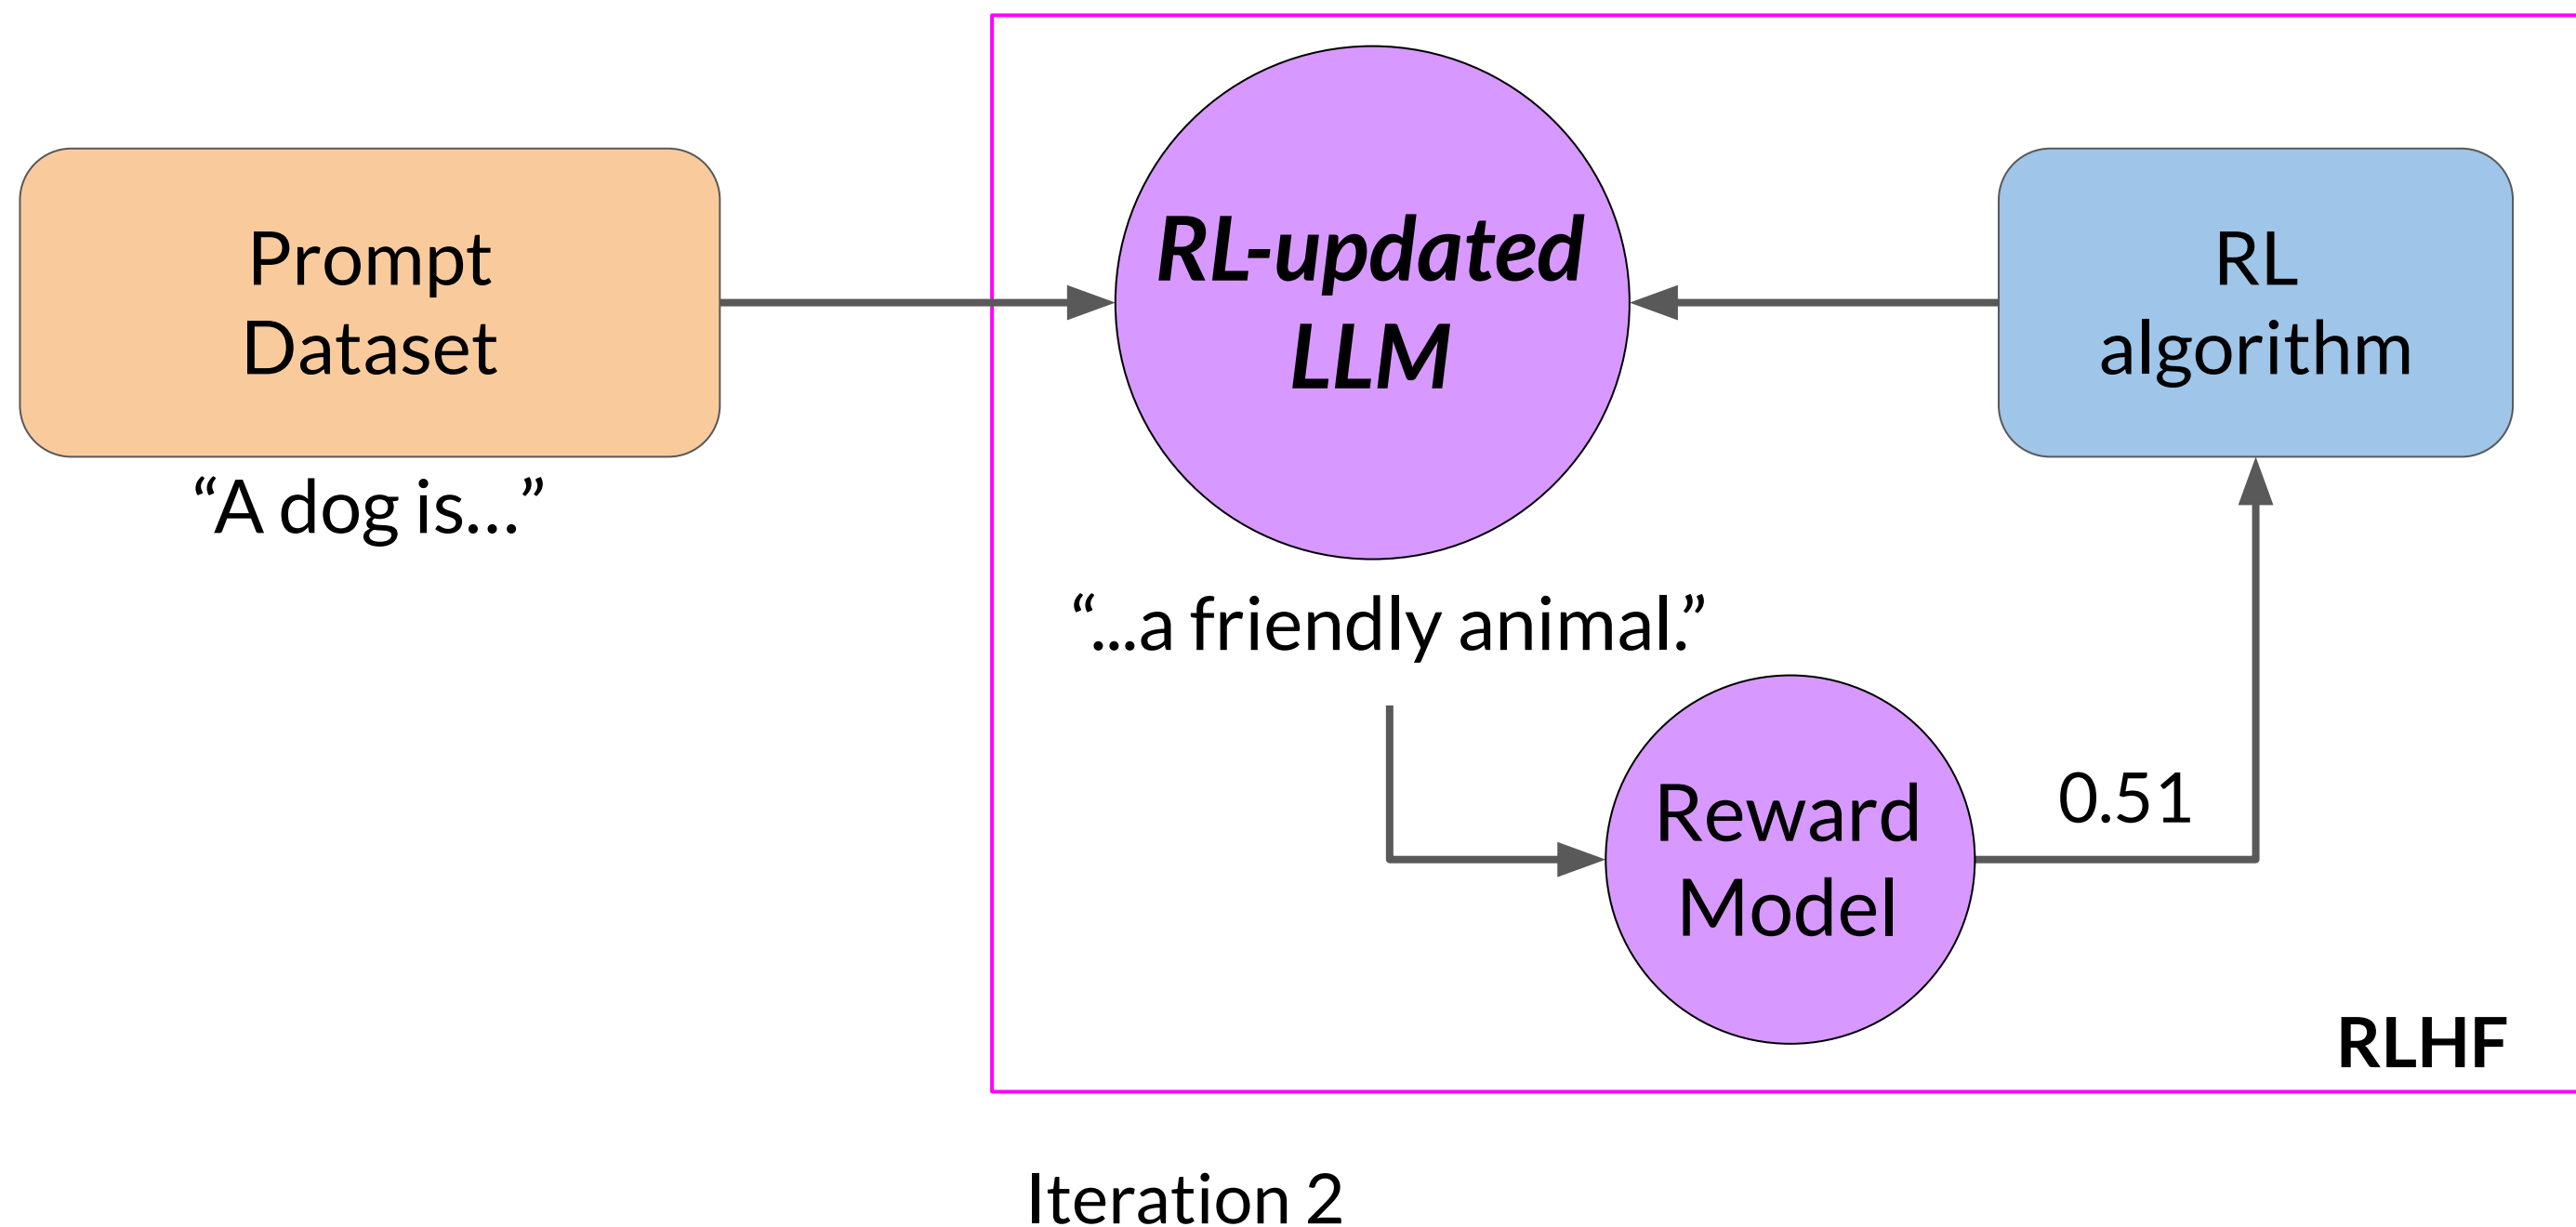 Prompt
Dataset
“A dog is…”
RL-updated
LLM
“...a friendly animal.”
RL
algorithm
Reward
Model
0.51
RLHF
Iteration 2